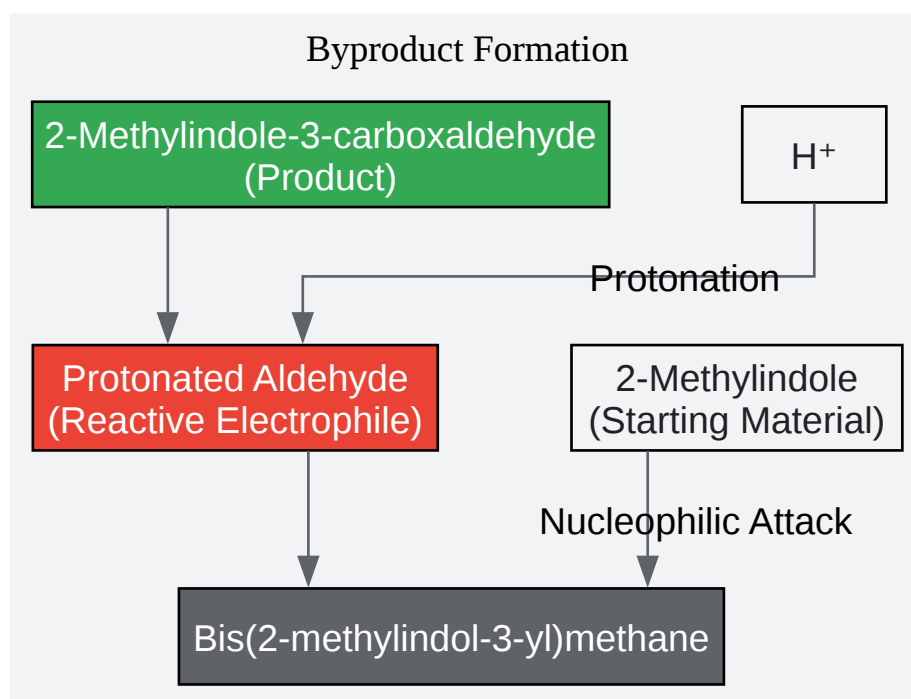 Byproduct Formation
2-Methylindole-3-carboxaldehyde
(Product)
H⁺
Protonation
Protonated Aldehyde
(Reactive Electrophile)
2-Methylindole
(Starting Material)
Nucleophilic Attack
Bis(2-methylindol-3-yl)methane